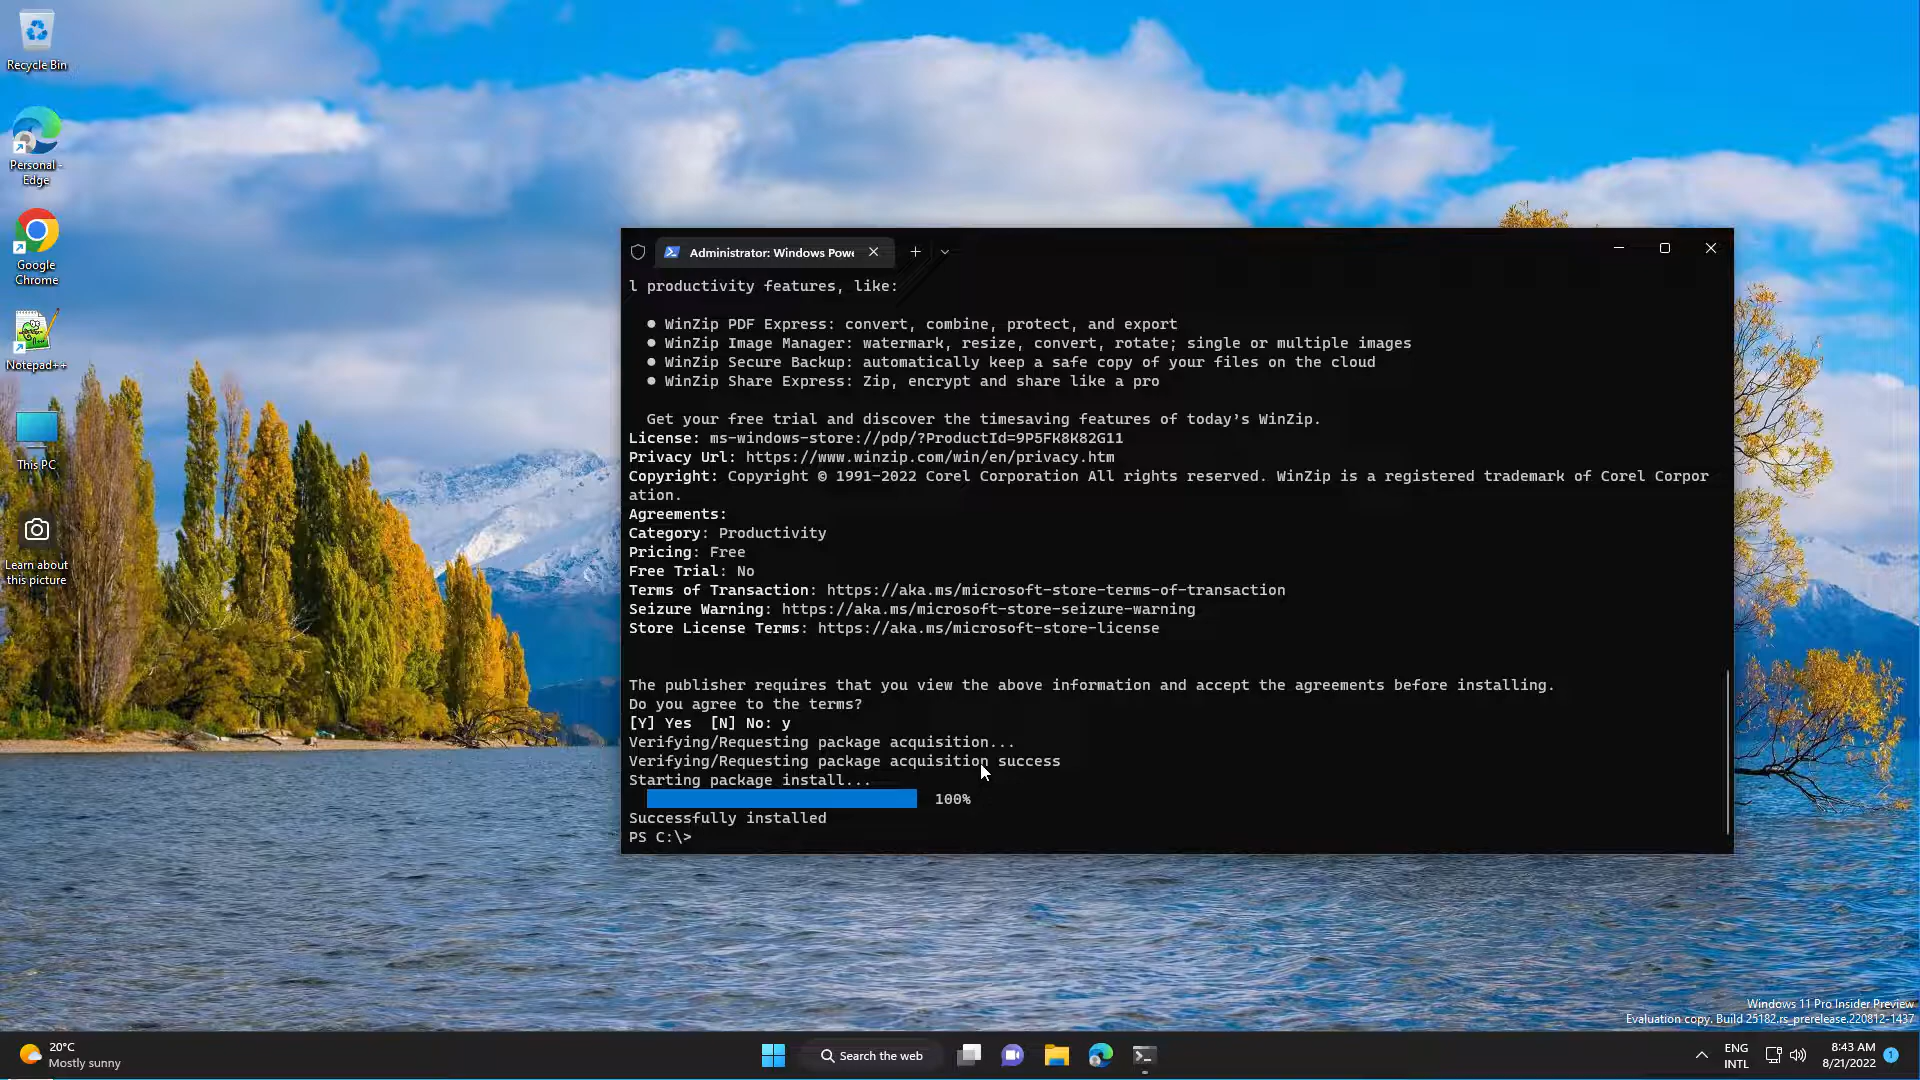 Recycle Bin
Personal -
Edge
Google
Chrome
Notepad++
This PC
Learn about
this picture
Administrator: Windows Powe
l productivity features, like:
● WinZip PDF Express: convert, combine, protect, and export
● WinZip Image Manager: watermark, resize, convert, rotate; single or multiple images
● WinZip Secure Backup: automatically keep a safe copy of your files on the cloud
● WinZip Share Express: Zip, encrypt and share like a pro
Get your free trial and discover the timesaving features of today’s WinZip.
License: ms-windows-store://pdp/?ProductId=9P5FK8K82G11
Privacy Url: https://www.winzip.com/win/en/privacy.htm
Copyright: Copyright © 1991-2022 Corel Corporation All rights reserved. WinZip is a registered trademark of Corel Corpor
ation.
Agreements:
Category: Productivity
Pricing: Free
Free Trial: No
Terms of Transaction: https://aka.ms/microsoft-store-terms-of-transaction
Seizure Warning: https://aka.ms/microsoft-store-seizure-warning
Store License Terms: https://aka.ms/microsoft-store-license
The publisher requires that you view the above information and accept the agreements before installing.
Do you agree to the terms?
[Y] Yes  [N] No: y
Verifying/Requesting package acquisition...
Verifying/Requesting package acquisition success
Starting package install...
100%
Successfully installed
PS C:\>
Windows 11 Pro Insider Preview
Evaluation copy. Build 25182.rs_prerelease.220812-1437
20°C
Mostly sunny
Search the web
ENG
INTL
8:43 AM
8/21/2022
1